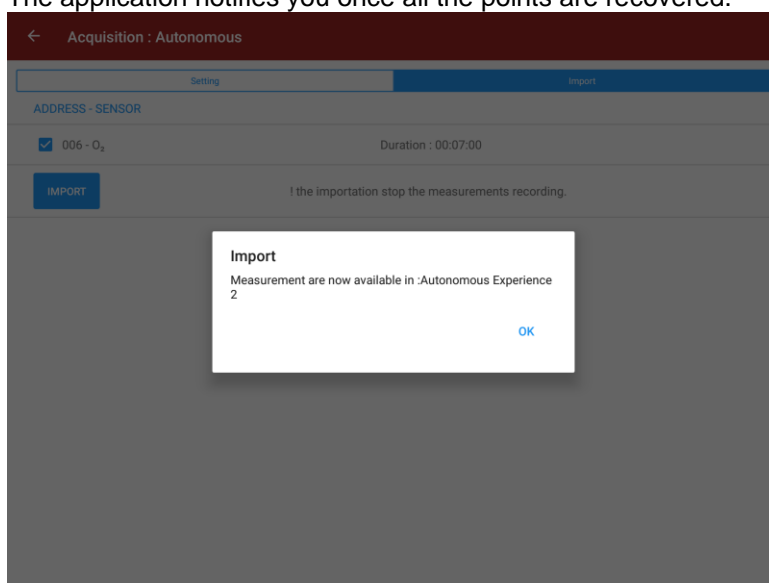 The application notifies you once all the points are recovered.
Acquisition : Autonomous
Setting
Import
ADDRESS - SENSOR
006 - O₂
Duration : 00:07:00
IMPORT
! the importation stop the measurements recording.
Import
Measurement are now available in :Autonomous Experience
2
OK